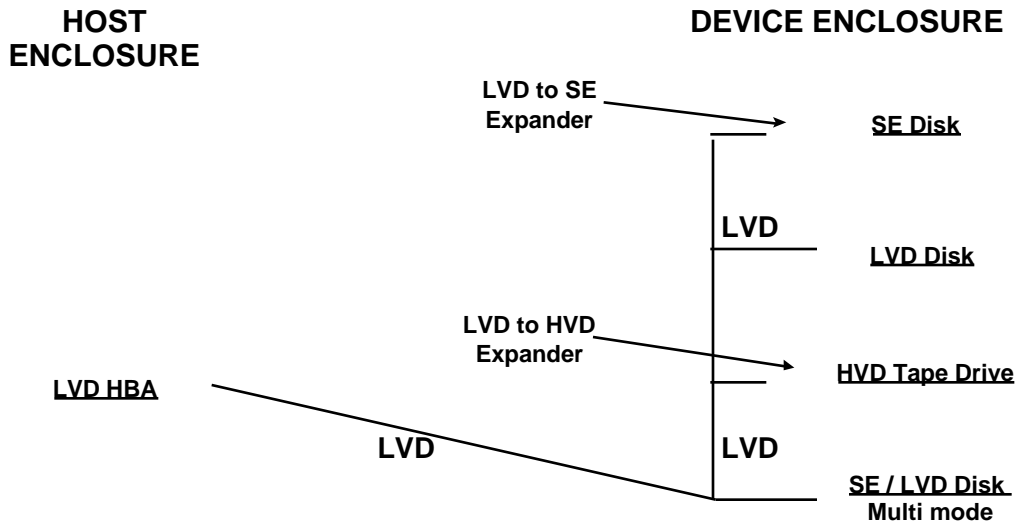 HOST
ENCLOSURE
DEVICE ENCLOSURE
LVD to SE
Expander
SE Disk
LVD
LVD Disk
LVD to HVD
Expander
HVD Tape Drive
LVD HBA
LVD
LVD
SE / LVD Disk
Multi mode